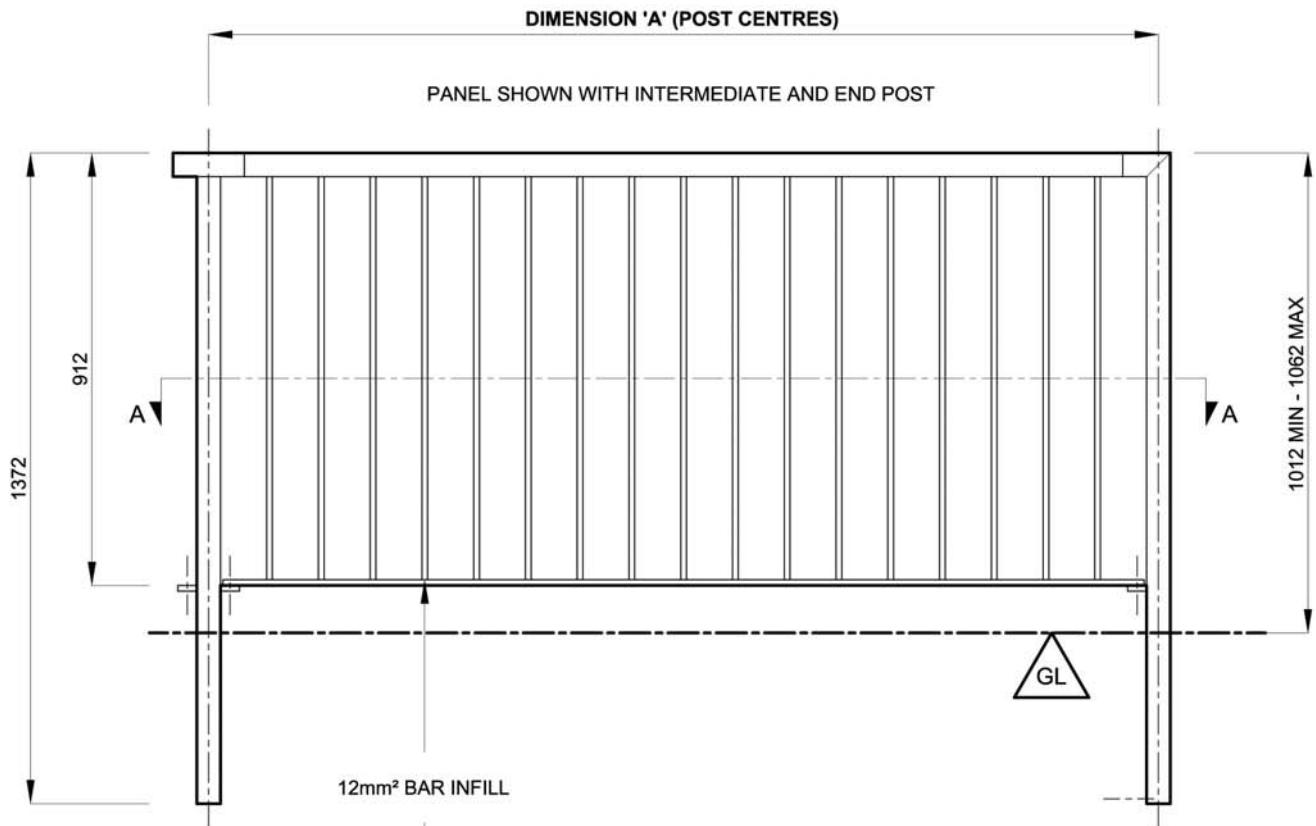 DIMENSION 'A' (POST CENTRES)
PANEL SHOWN WITH INTERMEDIATE AND END POST
912
1372
1012 MIN - 1062 MAX
A
A
GL
12mm² BAR INFILL